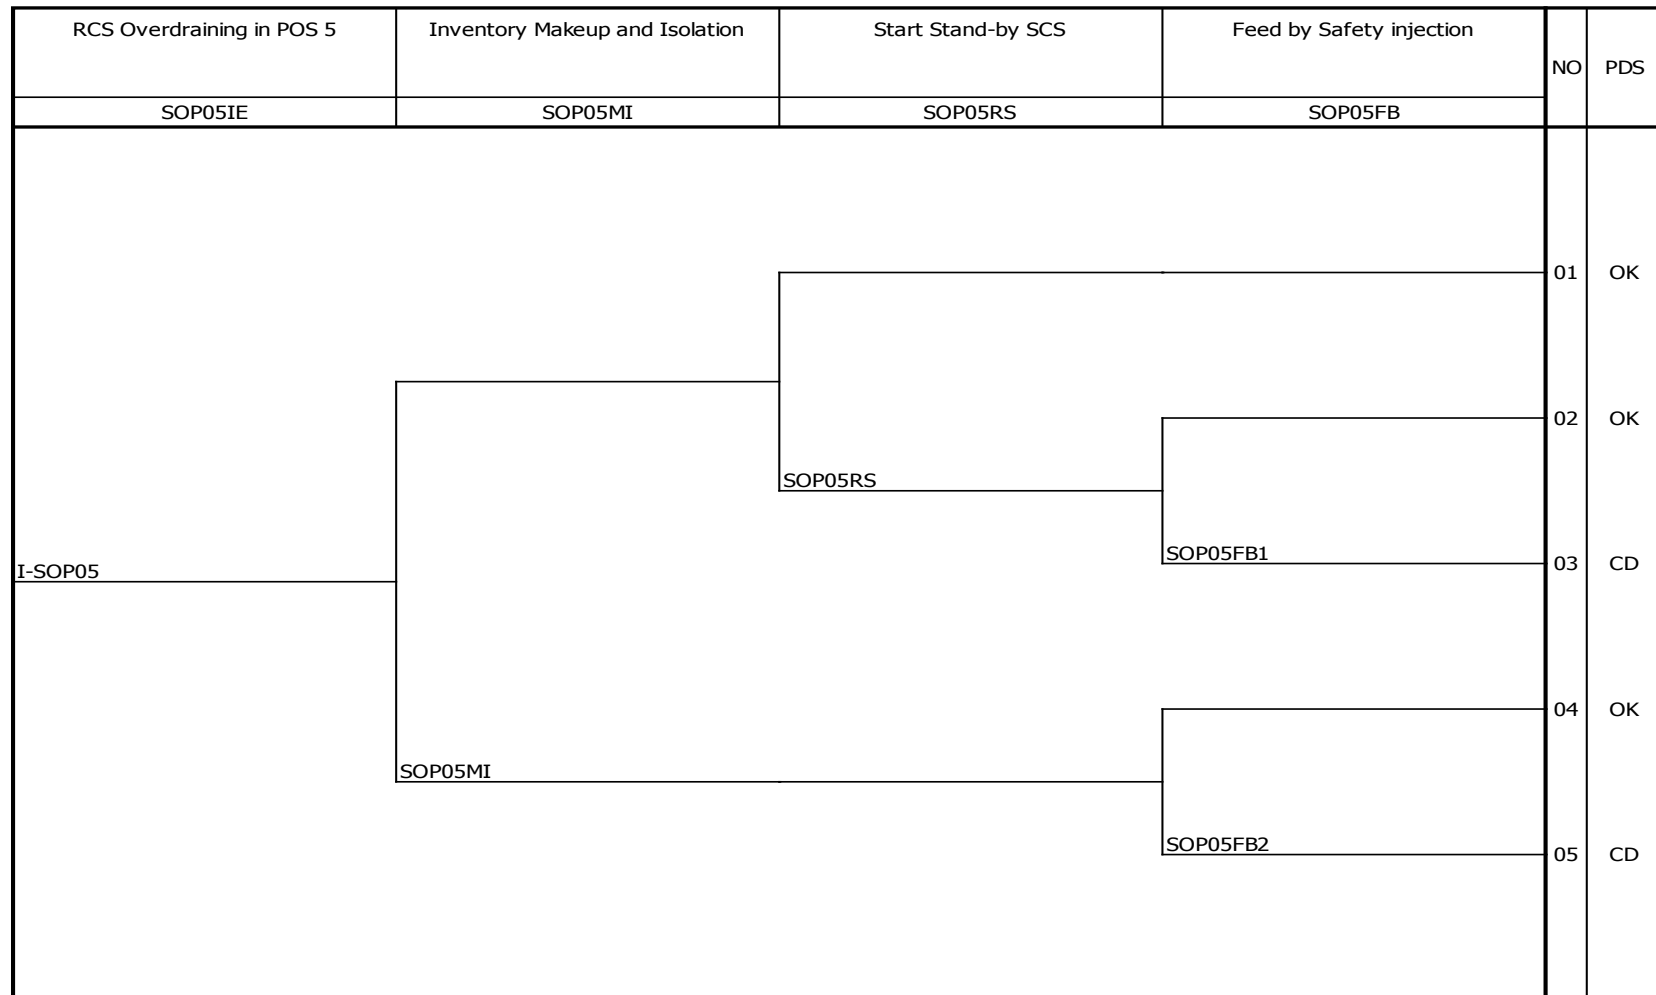 RCS Overdraining in POS 5
Inventory Makeup and Isolation
Start Stand-by SCS
Feed by Safety injection
NO
PDS
SOP05IE
SOP05MI
SOP05RS
SOP05FB
01
OK
02
OK
SOP05RS
SOP05FB1
03
CD
I-SOP05
04
OK
SOP05MI
SOP05FB2
05
CD